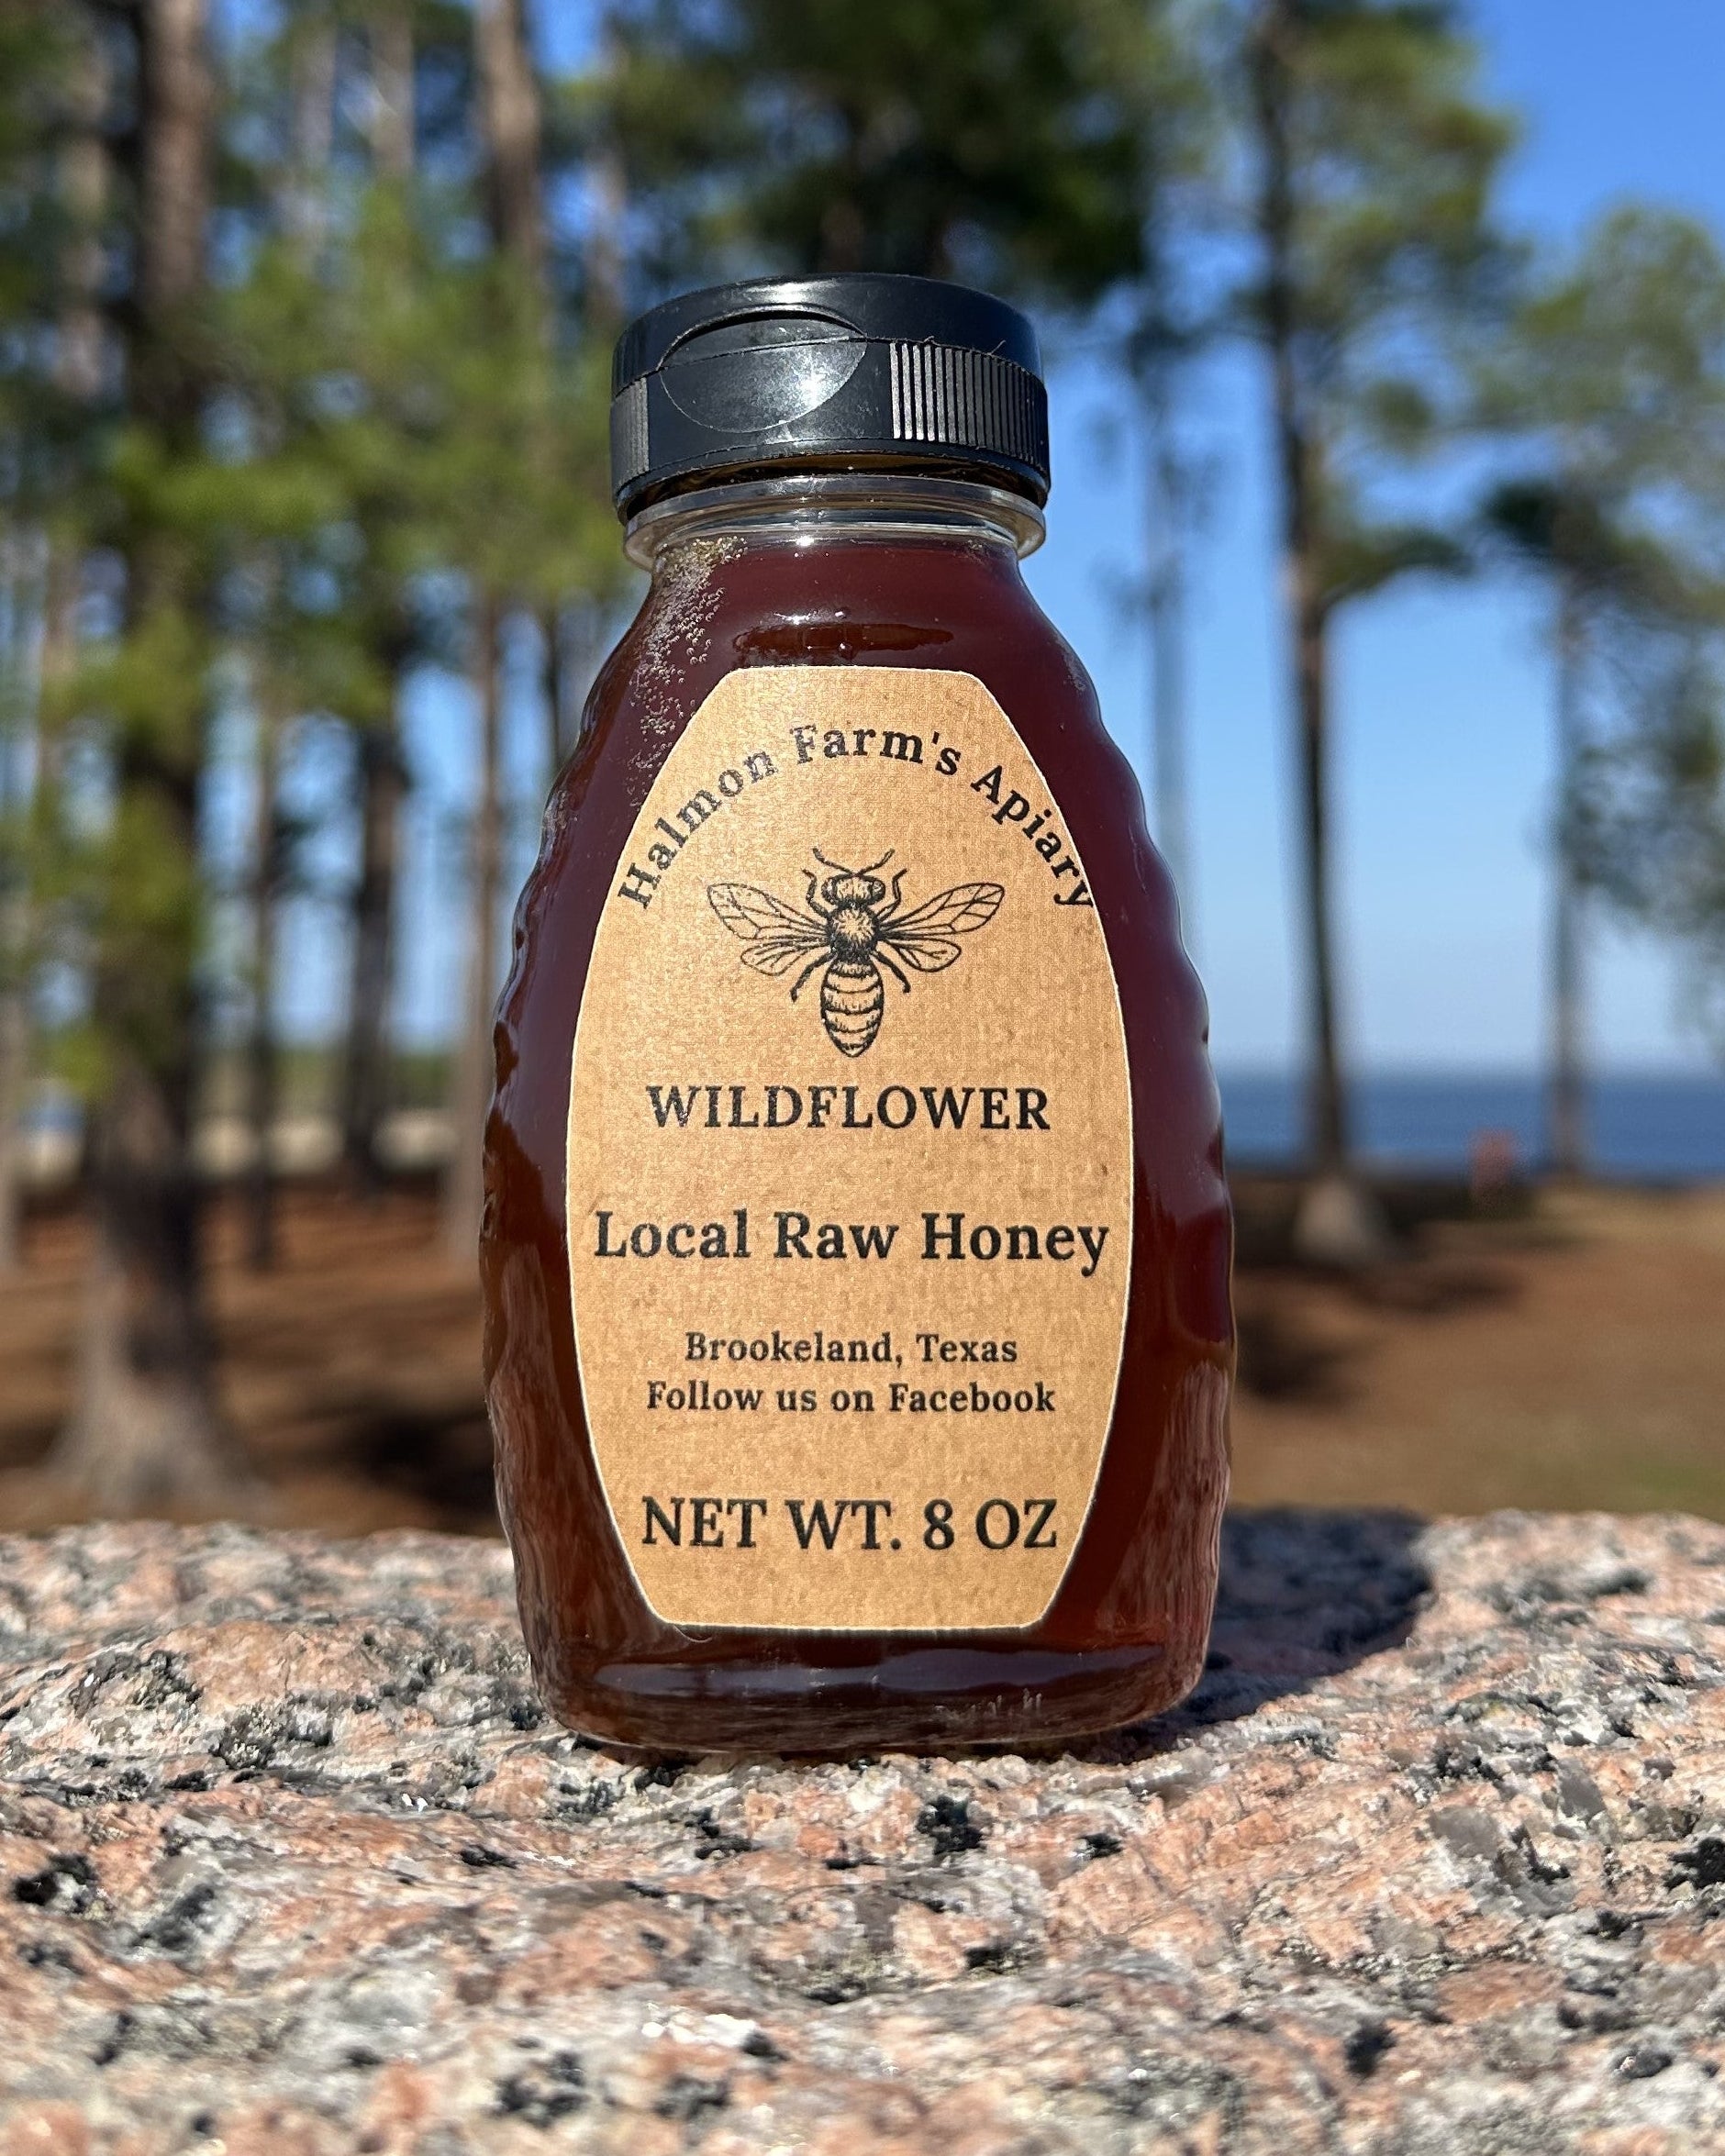 Halmon Farm's Apiary
WILDFLOWER
Local Raw Honey
Brookeland, Texas
Follow us on Facebook
NET WT. 8 OZ